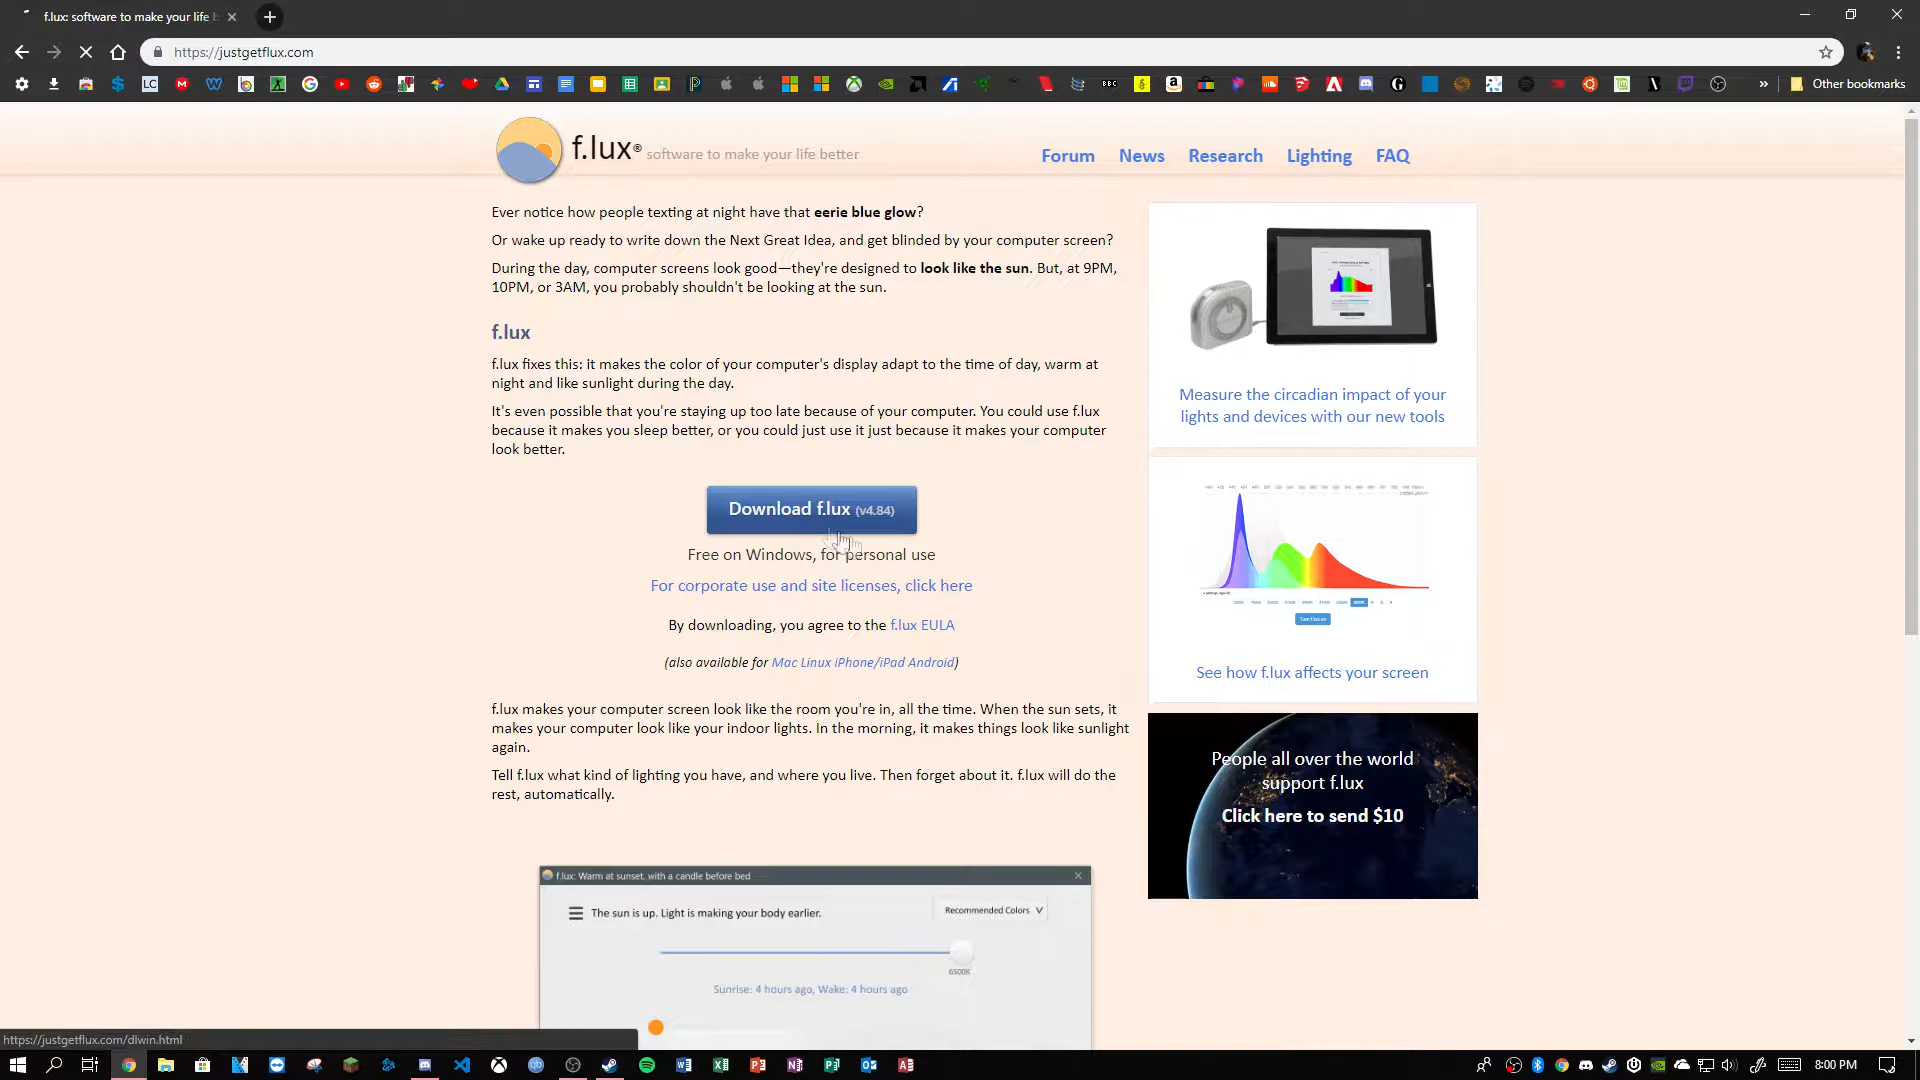 f.lux: software to make your life b
https://justgetflux.com
Other bookmarks
f.lux® software to make your life better
Forum News Research Lighting FAQ
Ever notice how people texting at night have that eerie blue glow?
Or wake up ready to write down the Next Great Idea, and get blinded by your computer screen?
During the day, computer screens look good—they're designed to look like the sun. But, at 9PM,
10PM, or 3AM, you probably shouldn't be looking at the sun.
f.lux
f.lux fixes this: it makes the color of your computer's display adapt to the time of day, warm at
night and like sunlight during the day.
It's even possible that you're staying up too late because of your computer. You could use f.lux
because it makes you sleep better, or you could just use it just because it makes your computer
look better.
Download f.lux (v4.84)
Free on Windows, for personal use
For corporate use and site licenses, click here
By downloading, you agree to the f.lux EULA
(also available for Mac Linux iPhone/iPad Android)
f.lux makes your computer screen look like the room you're in, all the time. When the sun sets, it
makes your computer look like your indoor lights. In the morning, it makes things look like sunlight
again.
Tell f.lux what kind of lighting you have, and where you live. Then forget about it. f.lux will do the
rest, automatically.
Measure the circadian impact of your
lights and devices with our new tools
See how f.lux affects your screen
People all over the world
support f.lux
Click here to send $10
f.lux: Warm at sunset, with a candle before bed
The sun is up. Light is making your body earlier.
Recommended Colors
6500K
Sunrise: 4 hours ago, Wake: 4 hours ago
https://justgetflux.com/dlwin.html
8:00 PM